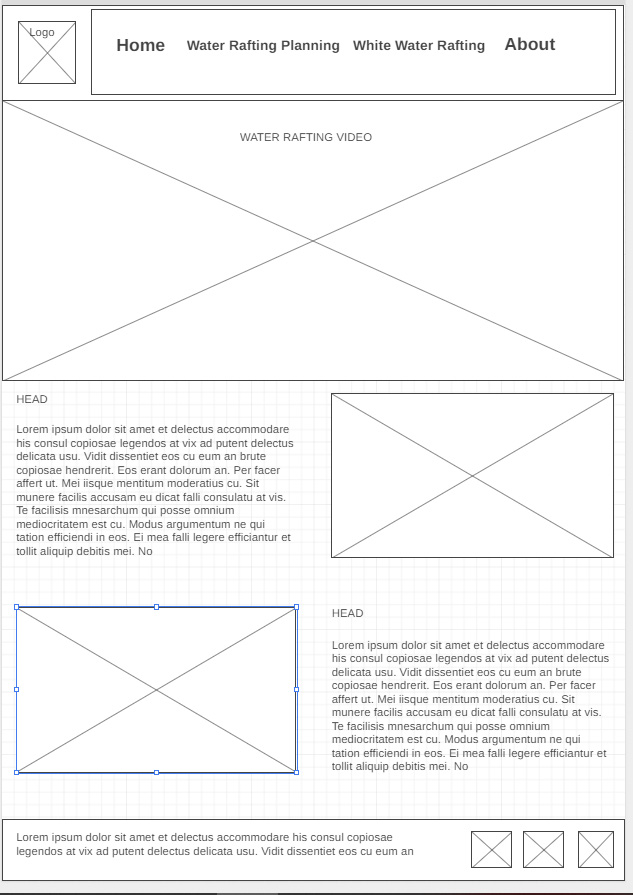 Logo
Home Water Rafting Planning White Water Rafting About
WATER RAFTING VIDEO
HEAD
Lorem ipsum dolor sit amet et delectus accommodare
his consul copiosae legendos at vix ad putent delectus
delicata usu. Vidit dissentiet eos cu eum an brute
copiosae hendrerit. Eos erant dolorum an. Per facer
affert ut. Mei iisque mentitum moderatius cu. Sit
munere facilis accusam eu dicat falli consulatu at vis.
Te facilisis mnesarchum qui posse omnium
mediocritatem est cu. Modus argumentum ne qui
tation efficiendi in eos. Ei mea falli legere efficiantur et
tollit aliquip debitis mei. No
HEAD
Lorem ipsum dolor sit amet et delectus accommodare
his consul copiosae legendos at vix ad putent delectus
delicata usu. Vidit dissentiet eos cu eum an brute
copiosae hendrerit. Eos erant dolorum an. Per facer
affert ut. Mei iisque mentitum moderatius cu. Sit
munere facilis accusam eu dicat falli consulatu at vis.
Te facilisis mnesarchum qui posse omnium
mediocritatem est cu. Modus argumentum ne qui
tation efficiendi in eos. Ei mea falli legere efficiantur et
tollit aliquip debitis mei. No
Lorem ipsum dolor sit amet et delectus accommodare his consul copiosae
legendos at vix ad putent delectus delicata usu. Vidit dissentiet eos cu eum an